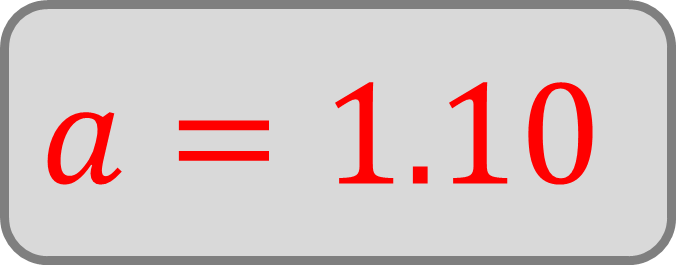 a = 1.10